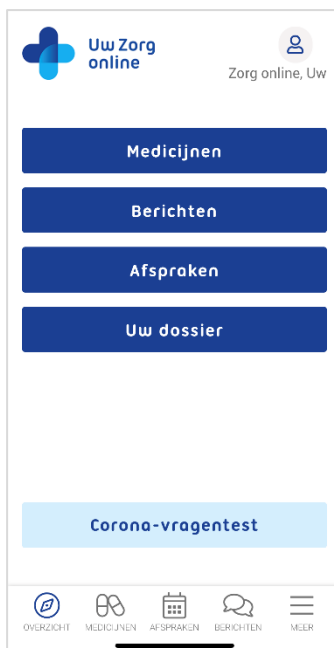 Uw Zorg
online
Zorg online, Uw
Medicijnen
Berichten
Afspraken
Uw dossier
Corona-vragentest
OVERZICHT MEDICIJNEN AFSPRAKEN BERICHTEN MEER